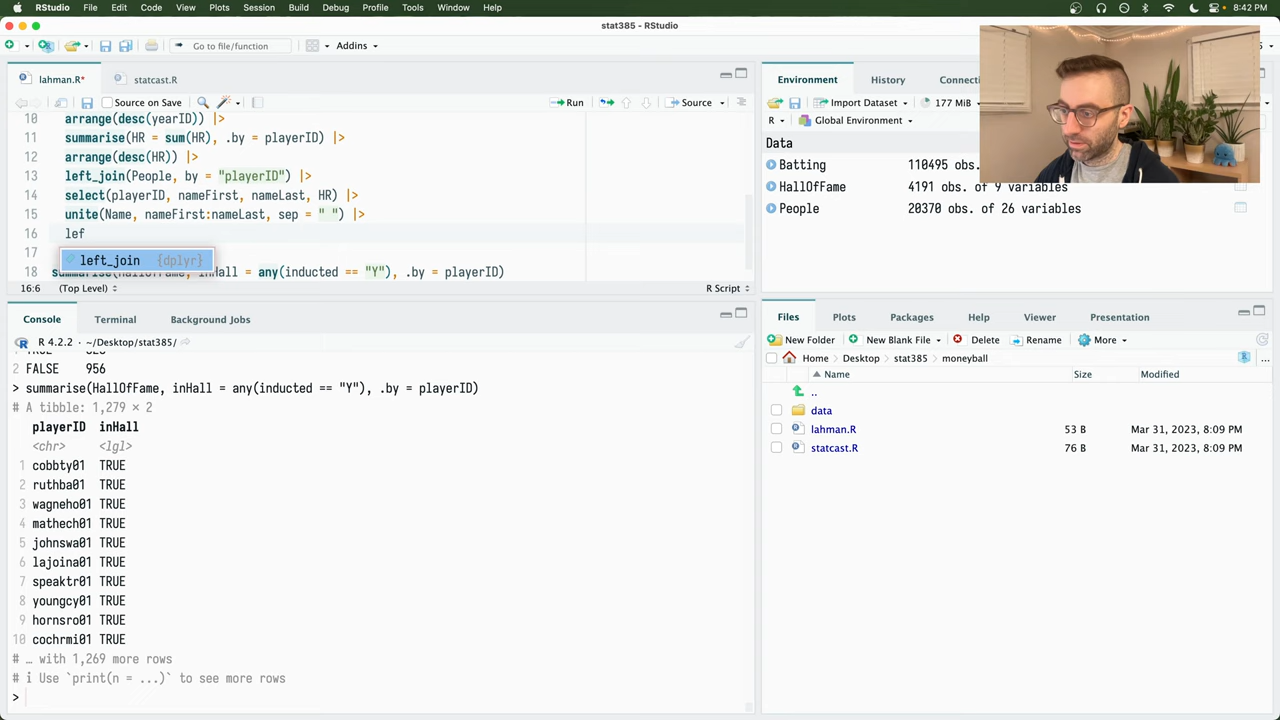 RStudio File Edit Code View Plots Session Build Debug Profile Tools Window Help 8:42 PM
stat385 - RStudio
Go to file/function Addins
lahman.R* statcast.R
Source on Save Run Source
10 arrange(desc(yearID)) |>
11 summarise(HR = sum(HR), .by = playerID) |>
12 arrange(desc(HR)) |>
13 left_join(People, by = "playerID") |>
14 select(playerID, nameFirst, nameLast, HR) |>
15 unite(Name, nameFirst:nameLast, sep = " ") |>
16 lef
17
left_join {dplyr}
18 summarise(HallOfFame, inHall = any(inducted == "Y"), .by = playerID)
16:6 (Top Level) R Script
Console Terminal Background Jobs
R 4.2.2 · ~/Desktop/stat385/
2 FALSE 956
> summarise(HallOfFame, inHall = any(inducted == "Y"), .by = playerID)
# A tibble: 1,279 × 2
playerID inHall
<chr> <lgl>
1 cobbty01 TRUE
2 ruthba01 TRUE
3 wagneho01 TRUE
4 mathech01 TRUE
5 johnswa01 TRUE
6 lajoina01 TRUE
7 speaktr01 TRUE
8 youngcy01 TRUE
9 hornsro01 TRUE
10 cochrmi01 TRUE
# … with 1,269 more rows
# ℹ Use `print(n = ...)` to see more rows
>
Environment History
Import Dataset 177 MiB
R Global Environment
Data
Batting 110495 obs.
HallOfFame 4191 obs. of 9 variables
People 20370 obs. of 26 variables
Files Plots Packages Help Viewer Presentation
New Folder New Blank File Delete Rename More
Home Desktop stat385 moneyball ...
Name Size Modified
..
data
lahman.R 53 B Mar 31, 2023, 8:09 PM
statcast.R 76 B Mar 31, 2023, 8:09 PM